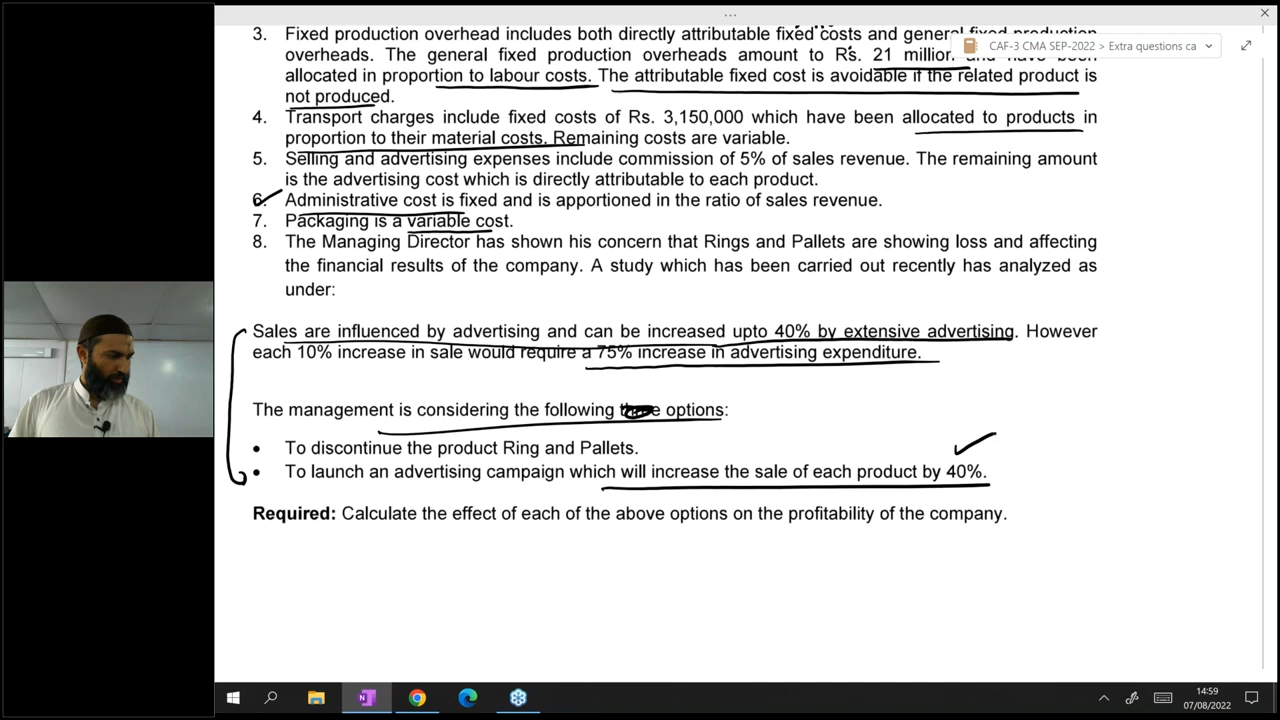 3. Fixed production overhead includes both directly attributable fixed costs and general fixed production
overheads. The general fixed production overheads amount to Rs. 21 million and have been
allocated in proportion to labour costs. The attributable fixed cost is avoidable if the related product is
not produced.
4. Transport charges include fixed costs of Rs. 3,150,000 which have been allocated to products in
proportion to their material costs. Remaining costs are variable.
5. Selling and advertising expenses include commission of 5% of sales revenue. The remaining amount
is the advertising cost which is directly attributable to each product.
6. Administrative cost is fixed and is apportioned in the ratio of sales revenue.
7. Packaging is a variable cost.
8. The Managing Director has shown his concern that Rings and Pallets are showing loss and affecting
the financial results of the company. A study which has been carried out recently has analyzed as
under:
Sales are influenced by advertising and can be increased upto 40% by extensive advertising. However
each 10% increase in sale would require a 75% increase in advertising expenditure.
The management is considering the following options:
• To discontinue the product Ring and Pallets.
• To launch an advertising campaign which will increase the sale of each product by 40%.
Required: Calculate the effect of each of the above options on the profitability of the company.
CAF-3 CMA SEP-2022 > Extra questions ca
14:59
07/08/2022